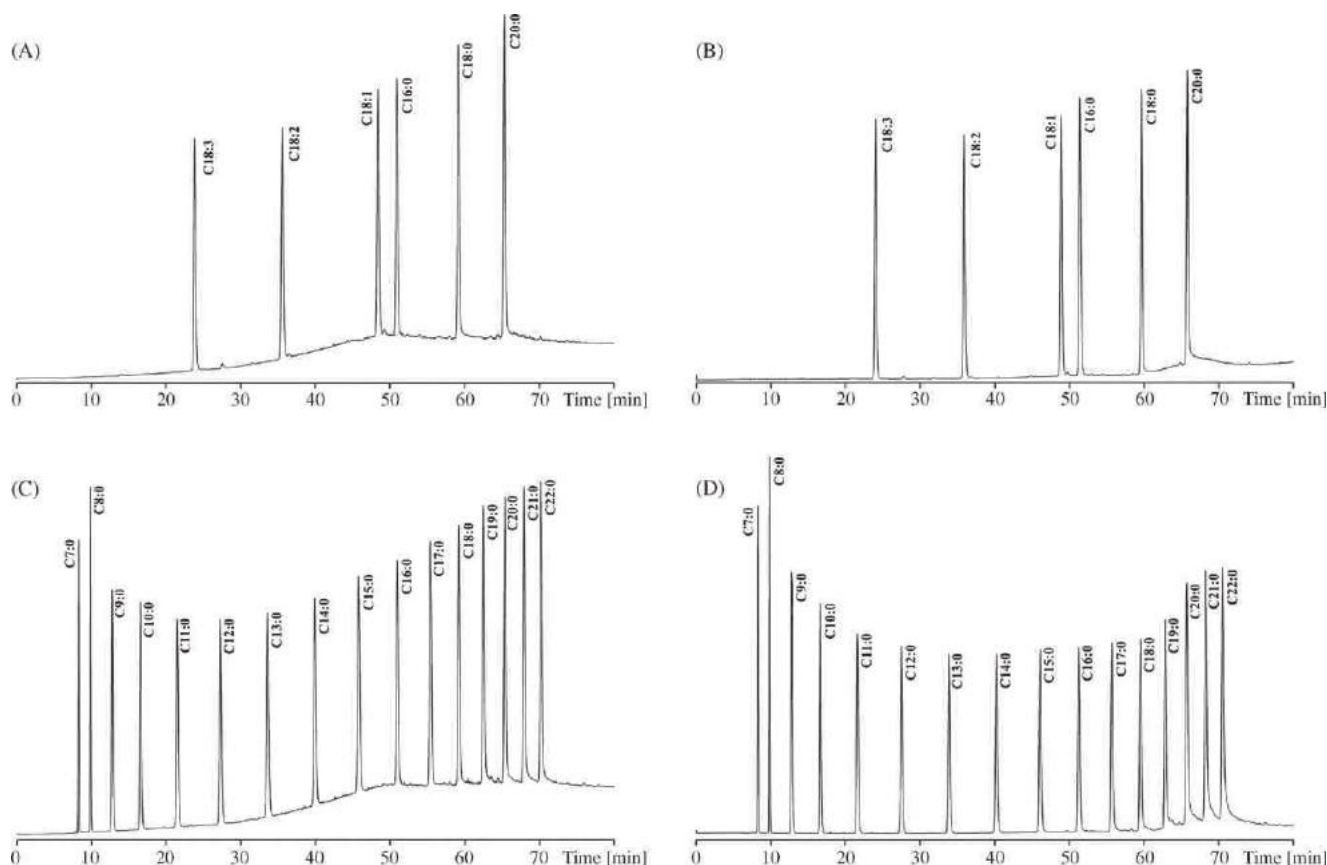 (A)
C18:3
C18:2
C18:1
C16:0
C18:0
C20:0
0 10 20 30 40 50 60 70 Time [min]
(B)
C18:3
C18:2
C18:1
C16:0
C18:0
C20:0
0 10 20 30 40 50 60 70 Time [min]
(C)
C7:0
C8:0
C9:0
C10:0
C11:0
C12:0
C13:0
C14:0
C15:0
C16:0
C17:0
C18:0
C19:0
C20:0
C21:0
C22:0
0 10 20 30 40 50 60 70 Time [min]
(D)
C7:0
C8:0
C9:0
C10:0
C11:0
C12:0
C13:0
C14:0
C15:0
C16:0
C17:0
C18:0
C19:0
C20:0
C21:0
C22:0
0 10 20 30 40 50 60 70 Time [min]